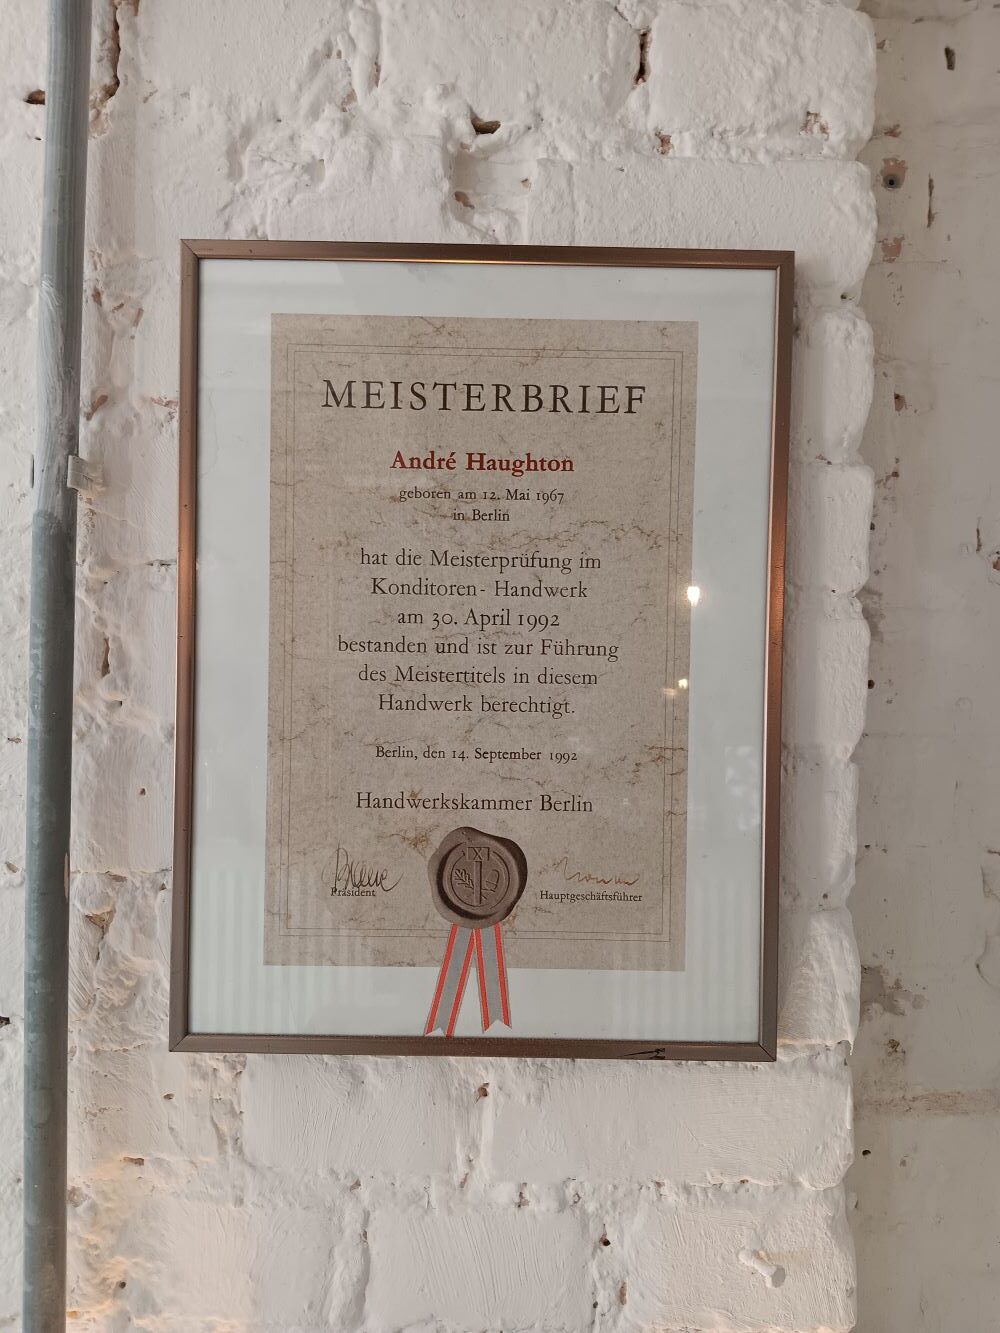 MEISTERBRIEF
André Haughton
geboren am 12. Mai 1967
in Berlin
hat die Meisterprüfung im
Konditoren- Handwerk
am 30. April 1992
bestanden und ist zur Führung
des Meistertitels in diesem
Handwerk berechtigt.
Berlin, den 14. September 1992
Handwerkskammer Berlin
Präsident
Hauptgeschäftsführer